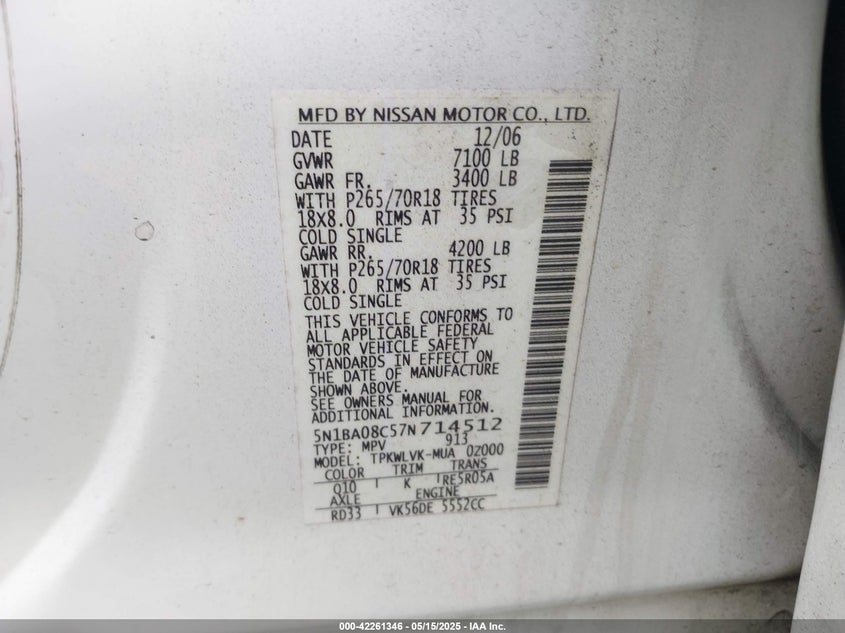 MFD BY NISSAN MOTOR CO., LTD.
DATE 12/06
GVWR 7100 LB
GAWR FR. 3400 LB
WITH P265/70R18 TIRES
18X8.0 RIMS AT 35 PSI
COLD SINGLE
GAWR RR. 4200 LB
WITH P265/70R18 TIRES
18X8.0 RIMS AT 35 PSI
COLD SINGLE
THIS VEHICLE CONFORMS TO
ALL APPLICABLE FEDERAL
MOTOR VEHICLE SAFETY
STANDARDS IN EFFECT ON
THE DATE OF MANUFACTURE
SHOWN ABOVE.
SEE OWNERS MANUAL FOR
ADDITIONAL INFORMATION.
5N1BA08C57N714512
TYPE: MPV 913
MODEL: TPKWLVK-MUA 0Z000
COLOR TRIM TRANS
Q10 K RE5R05A
AXLE ENGINE
RD33 VK56DE 5552CC
000-42261346 - 05/15/2025 - IAA Inc.